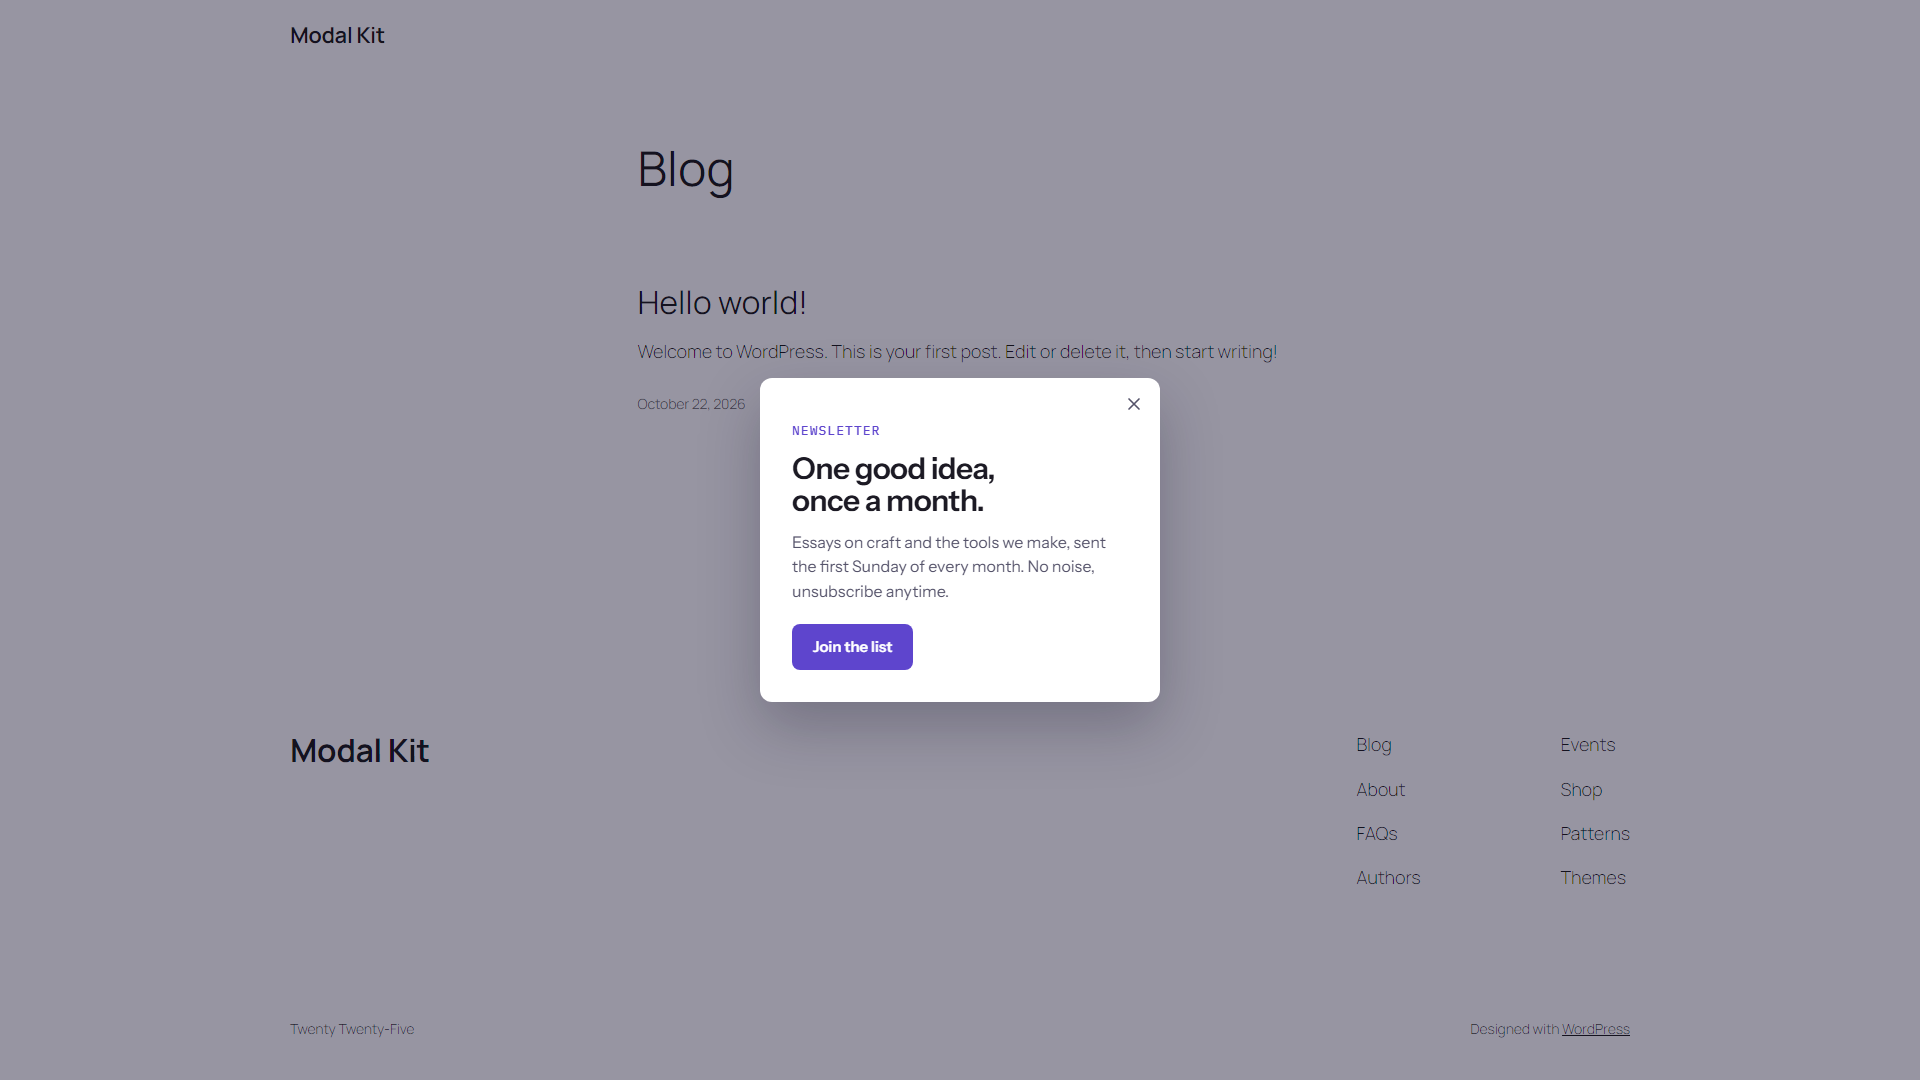 Modal Kit
Blog
Hello world!
Welcome to WordPress. This is your first post. Edit or delete it, then start writing!
October 22, 2026
NEWSLETTER
One good idea,
once a month.
Essays on craft and the tools we make, sent
the first Sunday of every month. No noise,
unsubscribe anytime.
Join the list
Modal Kit
Blog
About
FAQs
Authors
Events
Shop
Patterns
Themes
Twenty Twenty-Five
Designed with WordPress